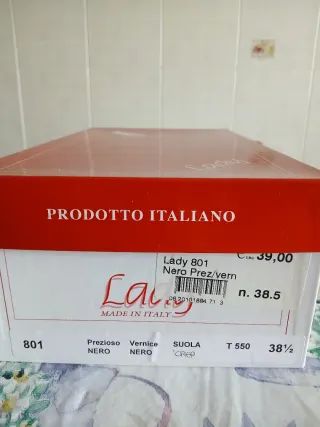 Lady
PRODOTTO ITALIANO
€ 39,00
Lady 801
Nero Prez/vern
n. 38.5
Lady
MADE IN ITALY
801 Prezioso NERO Vernice NERO SUOLA T 550 38½